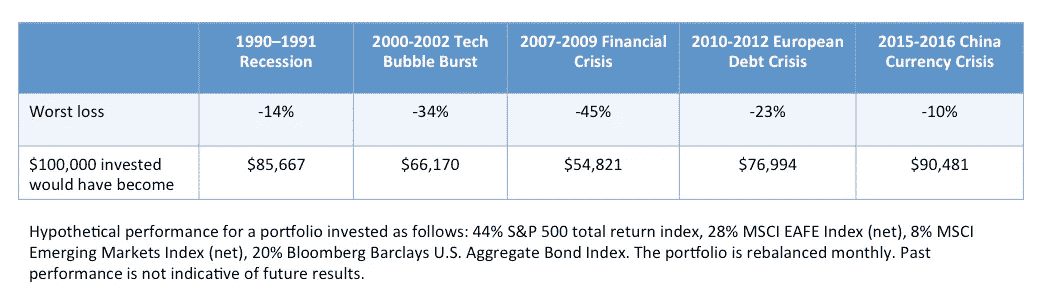 1990–1991 Recession
2000-2002 Tech Bubble Burst
2007-2009 Financial Crisis
2010-2012 European Debt Crisis
2015-2016 China Currency Crisis
Worst loss -14% -34% -45% -23% -10%
$100,000 invested would have become $85,667 $66,170 $54,821 $76,994 $90,481
Hypothetical performance for a portfolio invested as follows: 44% S&P 500 total return index, 28% MSCI EAFE Index (net), 8% MSCI
Emerging Markets Index (net), 20% Bloomberg Barclays U.S. Aggregate Bond Index. The portfolio is rebalanced monthly. Past
performance is not indicative of future results.